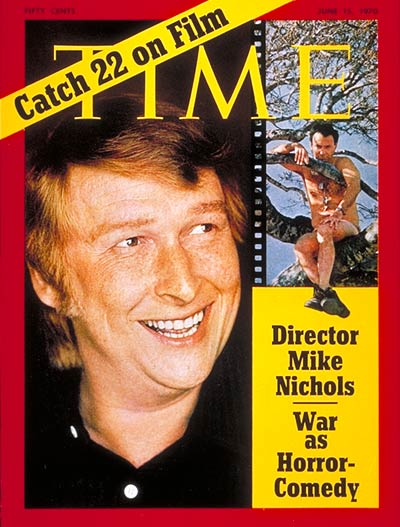 FIFTY CENTS
JUNE 15, 1970
Catch 22 on Film
TIME
Director
Mike
Nichols
War
as
Horror-
Comedy